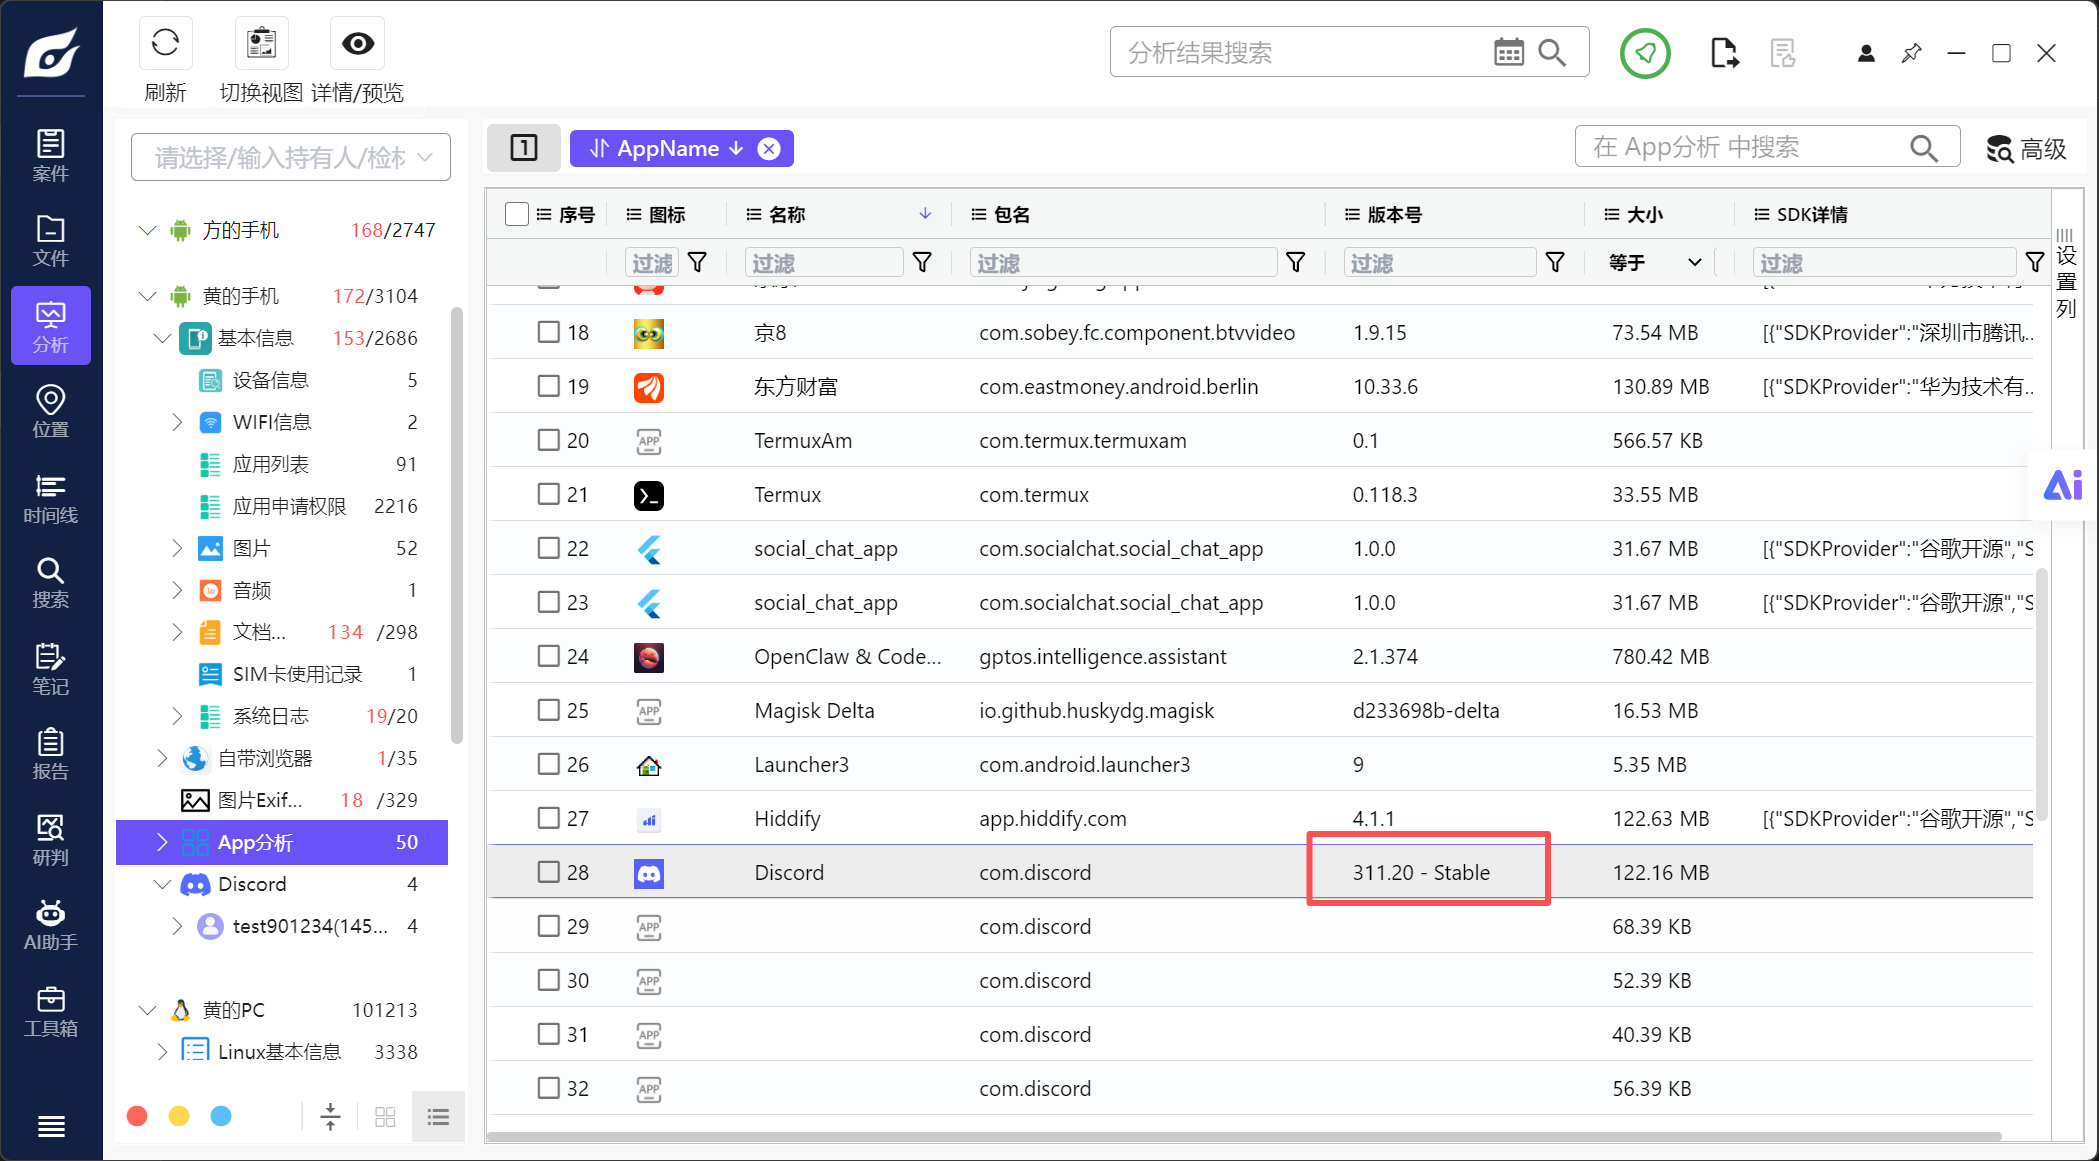 刷新
切换视图
详情/预览
分析结果搜索
案件
文件
分析
位置
时间线
搜索
笔记
报告
研判
AI助手
工具箱
请选择/输入持有人/检材
方的手机 168/2747
黄的手机 172/3104
基本信息 153/2686
设备信息 5
WIFI信息 2
应用列表 91
应用申请权限 2216
图片 52
音频 1
文档... 134 /298
SIM卡使用记录 1
系统日志 19/20
自带浏览器 1/35
图片Exif... 18 /329
App分析 50
Discord 4
test901234(145... 4
黄的PC 101213
Linux基本信息 3338
1 AppName
在 App分析 中搜索
高级
序号 图标 名称 包名 版本号 大小 SDK详情
过滤 过滤 过滤 过滤 等于 过滤
设置列
18 京8 com.sobey.fc.component.btvvideo 1.9.15 73.54 MB [{"SDKProvider":"深圳市腾讯...
19 东方财富 com.eastmoney.android.berlin 10.33.6 130.89 MB [{"SDKProvider":"华为技术有...
20 APP TermuxAm com.termux.termuxam 0.1 566.57 KB
21 Termux com.termux 0.118.3 33.55 MB
22 social_chat_app com.socialchat.social_chat_app 1.0.0 31.67 MB [{"SDKProvider":"谷歌开源","S
23 social_chat_app com.socialchat.social_chat_app 1.0.0 31.67 MB [{"SDKProvider":"谷歌开源","S
24 OpenClaw & Code... gptos.intelligence.assistant 2.1.374 780.42 MB
25 APP Magisk Delta io.github.huskydg.magisk d233698b-delta 16.53 MB
26 Launcher3 com.android.launcher3 9 5.35 MB
27 Hiddify app.hiddify.com 4.1.1 122.63 MB [{"SDKProvider":"谷歌开源","S
28 Discord com.discord 311.20 - Stable 122.16 MB
29 APP com.discord 68.39 KB
30 APP com.discord 52.39 KB
31 APP com.discord 40.39 KB
32 APP com.discord 56.39 KB
Ai